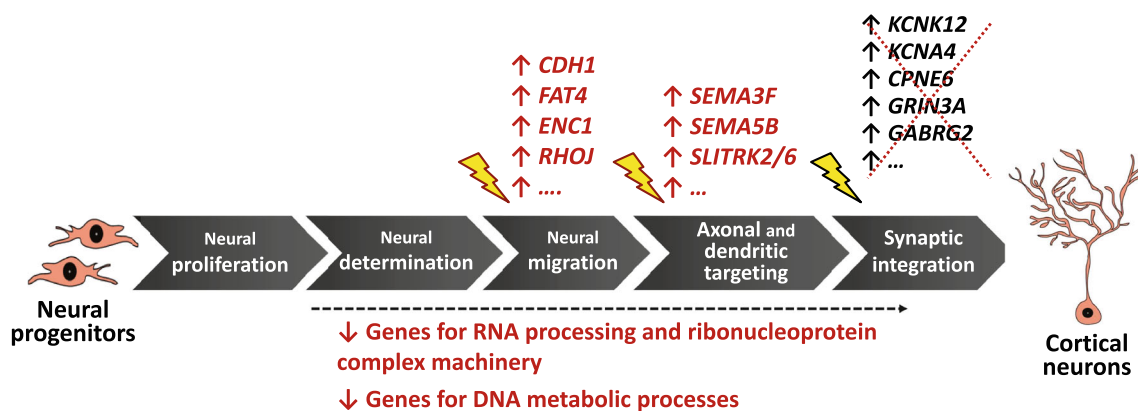 ↑ CDH1
↑ FAT4
↑ ENC1
↑ RHOJ
↑ ....
↑ SEMA3F
↑ SEMA5B
↑ SLITRK2/6
↑ ...
↑ KCNK12
↑ KCNA4
↑ CPNE6
↑ GRIN3A
↑ GABRG2
↑ ...
Neural
progenitors
Neural
proliferation
Neural
determination
Neural
migration
Axonal and
dendritic
targeting
Synaptic
integration
Cortical
neurons
↓ Genes for RNA processing and ribonucleoprotein
complex machinery
↓ Genes for DNA metabolic processes